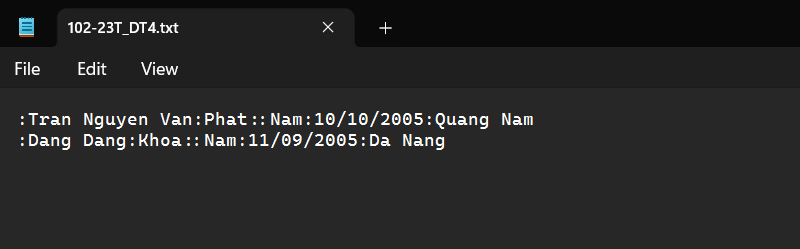 102-23T_DT4.txt
File Edit View
:Tran Nguyen Van:Phat::Nam:10/10/2005:Quang Nam
:Dang Dang:Khoa::Nam:11/09/2005:Da Nang